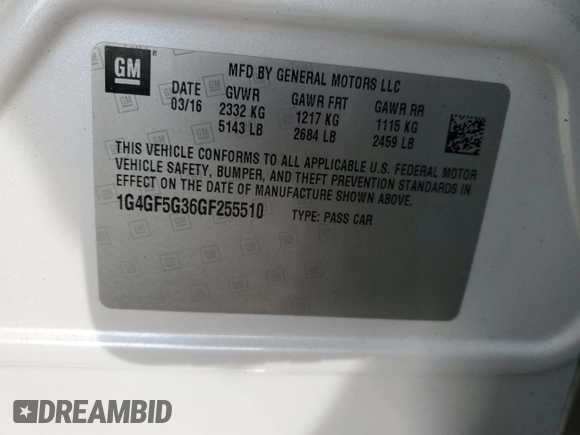 GM
MFD BY GENERAL MOTORS LLC
DATE GVWR GAWR FRT GAWR RR
03/16 2332 KG 1217 KG 1115 KG
5143 LB 2684 LB 2459 LB
THIS VEHICLE CONFORMS TO ALL APPLICABLE U.S. FEDERAL MOTOR
VEHICLE SAFETY, BUMPER, AND THEFT PREVENTION STANDARDS IN
EFFECT ON THE DATE OF MANUFACTURE SHOWN ABOVE.
1G4GF5G36GF255510 TYPE: PASS CAR
DREAMBID